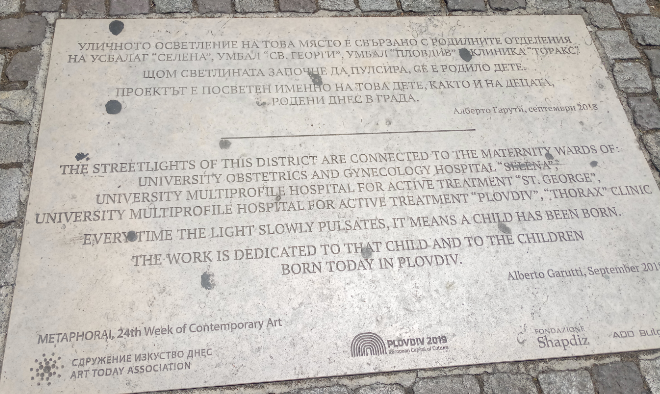 УЛИЧНОТО ОСВЕТЛЕНИЕ НА ТОВА МЯСТО Е СВЪРЗАНО С РОДИЛНИТЕ ОТДЕЛЕНИЯ
НА УСБАЛАГ "СЕЛЕНА", УМБАЛ "СВ. ГЕОРГИ", УМБАЛ "ПЛОВДИВ", КЛИНИКА "ТОРАКС".
ЩОМ СВЕТЛИНАТА ЗАПОЧНЕ ДА ПУЛСИРА, СЕ Е РОДИЛО ДЕТЕ.
ПРОЕКТЪТ Е ПОСВЕТЕН ИМЕННО НА ТОВА ДЕТЕ, КАКТО И НА ДЕЦАТА,
РОДЕНИ ДНЕС В ГРАДА.
Алберто Гарути, септември 2018
THE STREETLIGHTS OF THIS DISTRICT ARE CONNECTED TO THE MATERNITY WARDS OF:
UNIVERSITY OBSTETRICS AND GYNECOLOGY HOSPITAL "SELENA",
UNIVERSITY MULTIPROFILE HOSPITAL FOR ACTIVE TREATMENT "ST. GEORGE",
UNIVERSITY MULTIPROFILE HOSPITAL FOR ACTIVE TREATMENT "PLOVDIV", "THORAX" CLINIC
EVERY TIME THE LIGHT SLOWLY PULSATES, IT MEANS A CHILD HAS BEEN BORN.
THE WORK IS DEDICATED TO THAT CHILD AND TO THE CHILDREN
BORN TODAY IN PLOVDIV.
Alberto Garutti, September 2018
METAPHORAI, 24th Week of Contemporary Art
СДРУЖЕНИЕ ИЗКУСТВО ДНЕС
ART TODAY ASSOCIATION
PLOVDIV 2019
European Capital of Culture
FONDAZIONE
Shapdiz